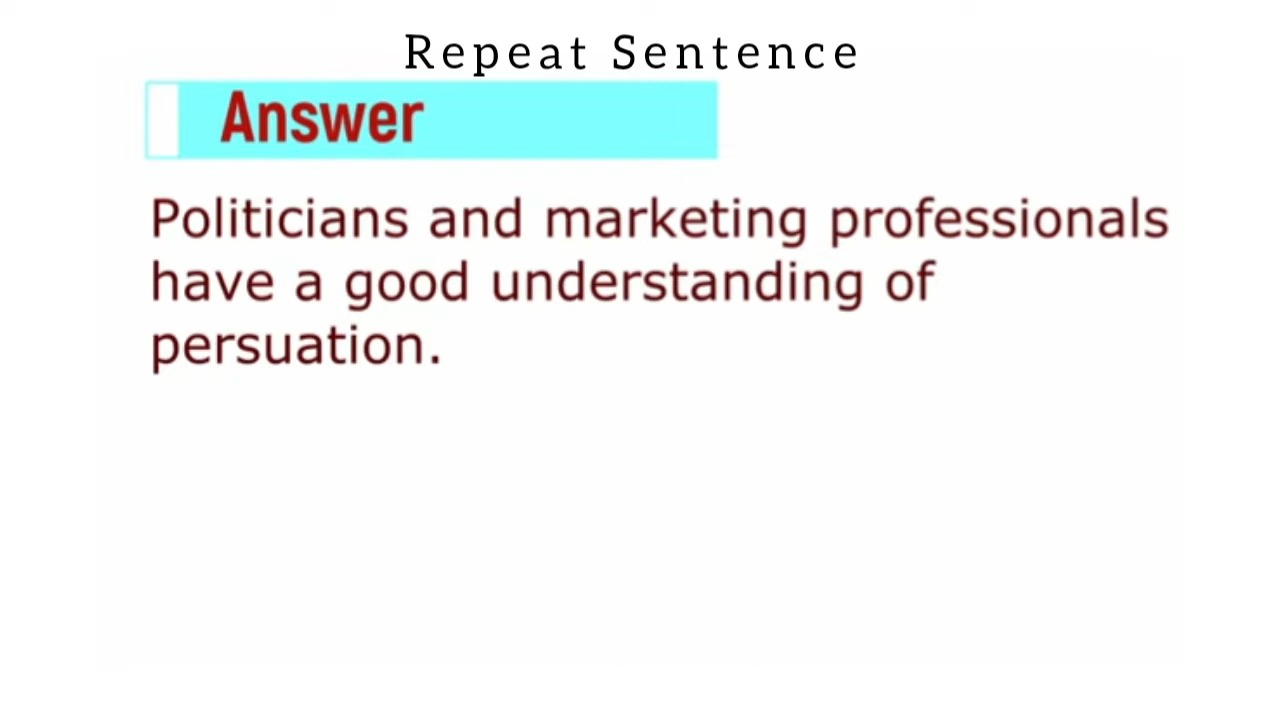 Repeat Sentence
Answer
Politicians and marketing professionals
have a good understanding of
persuation.